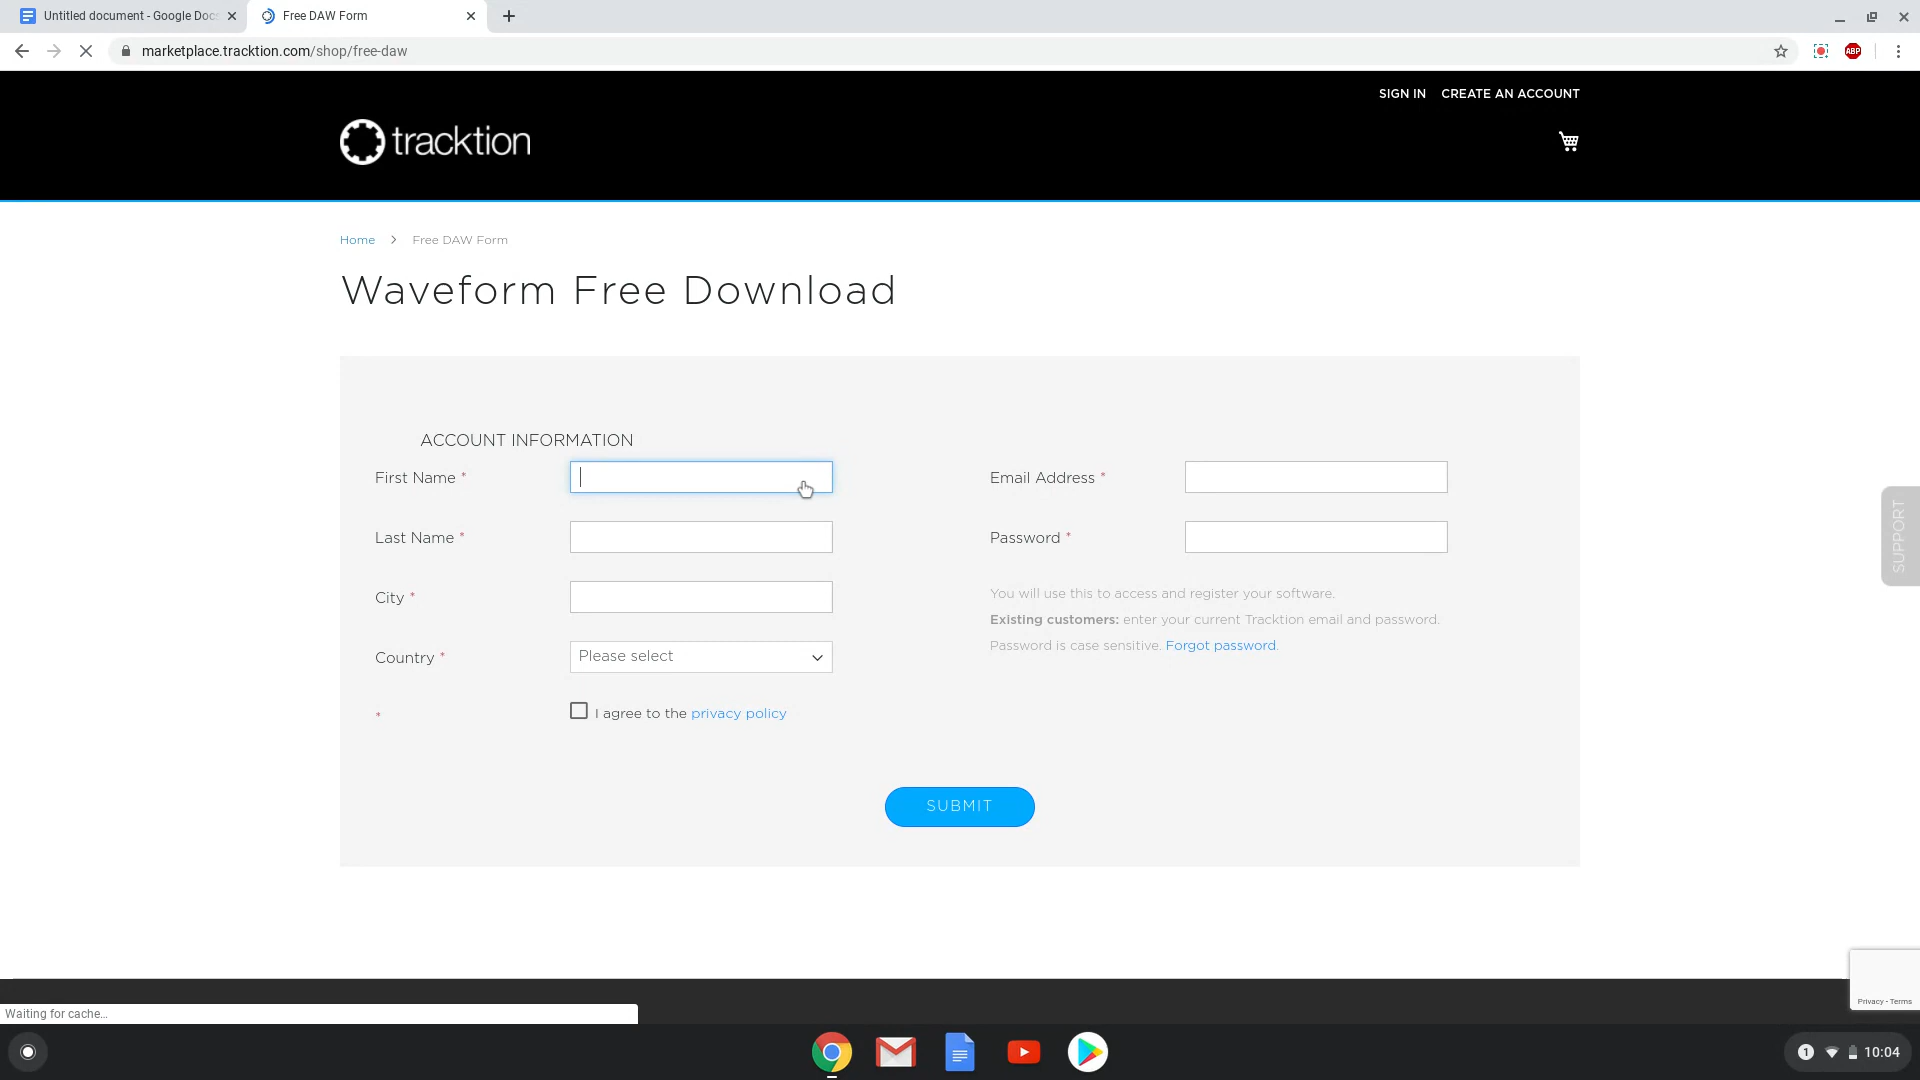 Untitled document - Google Docs
Free DAW Form
marketplace.tracktion.com/shop/free-daw
ABP
SIGN IN CREATE AN ACCOUNT
tracktion
Home > Free DAW Form
Waveform Free Download
ACCOUNT INFORMATION
First Name *
Email Address *
Last Name *
Password *
City *
You will use this to access and register your software.
Existing customers: enter your current Tracktion email and password.
Password is case sensitive. Forgot password.
Country *
Please select
* I agree to the privacy policy
SUBMIT
SUPPORT
Privacy - Terms
Waiting for cache...
1
10:04